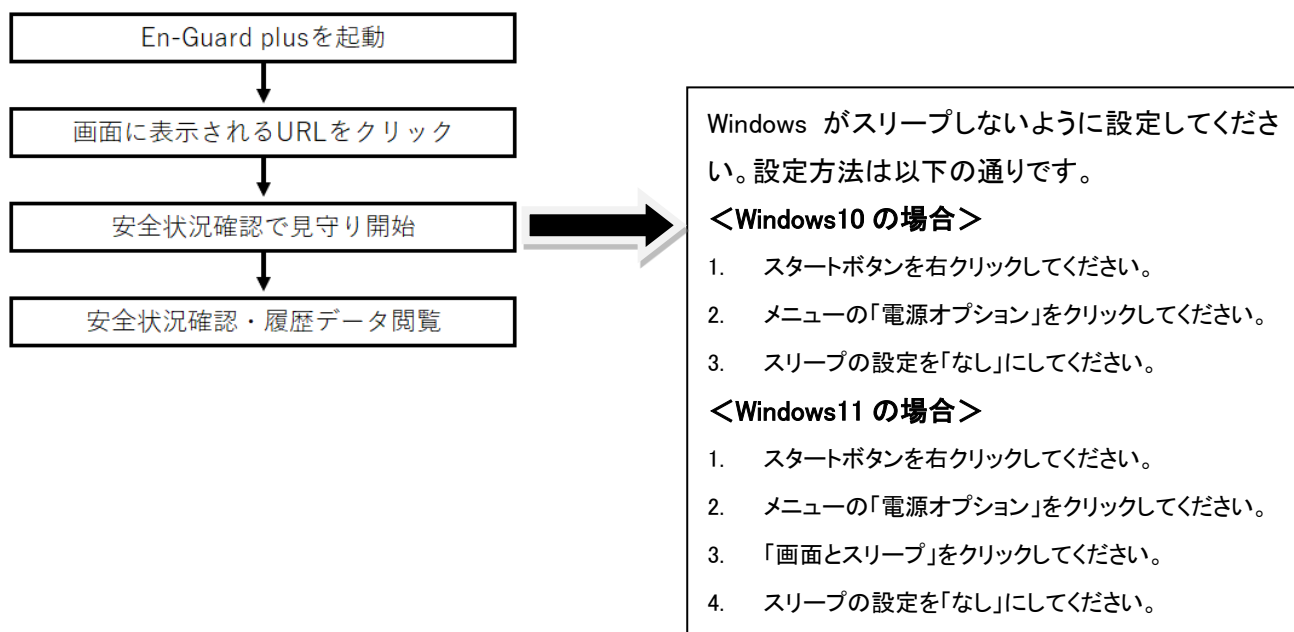 En-Guard plusを起動
画面に表示されるURLをクリック
安全状況確認で見守り開始
安全状況確認・履歴データ閲覧
Windows がスリープしないように設定してくださ
い。設定方法は以下の通りです。
＜Windows10 の場合＞
1. スタートボタンを右クリックしてください。
2. メニューの「電源オプション」をクリックしてください。
3. スリープの設定を「なし」にしてください。
＜Windows11 の場合＞
1. スタートボタンを右クリックしてください。
2. メニューの「電源オプション」をクリックしてください。
3. 「画面とスリープ」をクリックしてください。
4. スリープの設定を「なし」にしてください。